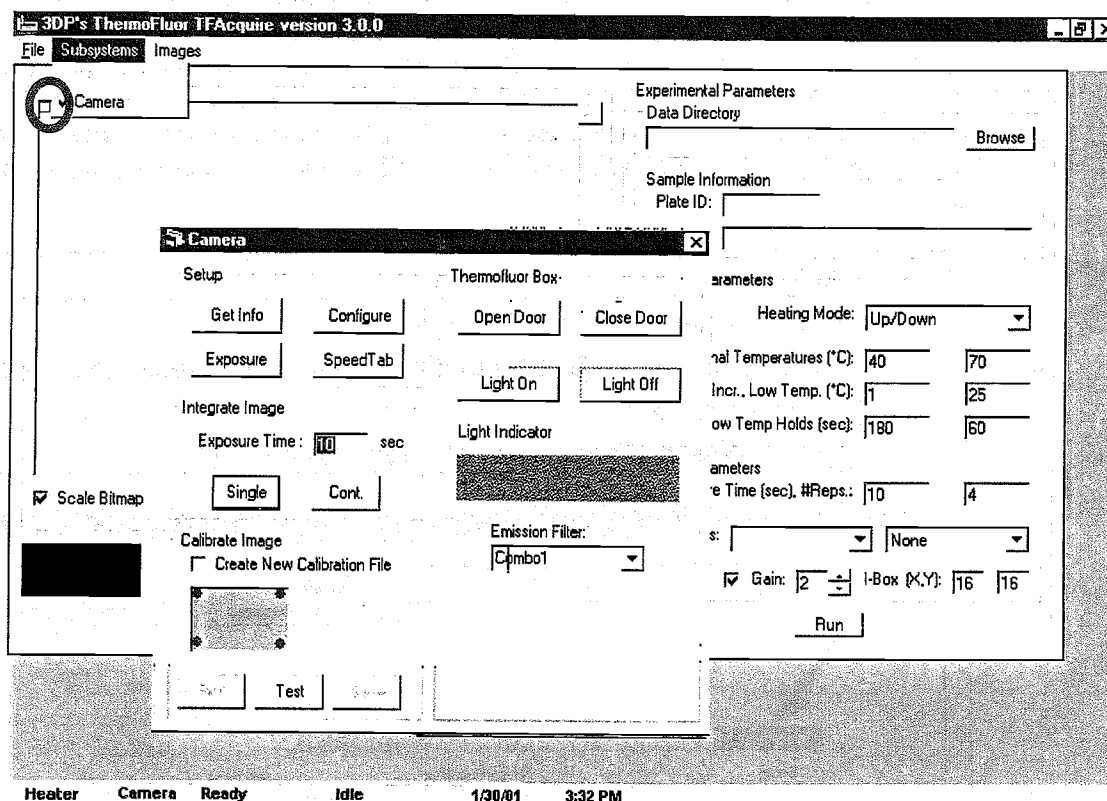 3DP's ThermoFluor TFAcquire version 3.0.0
File Subsystems Images
Camera
Experimental Parameters
Data Directory
Browse
Sample Information
Plate ID:
Camera
Setup
Get Info Configure
Exposure SpeedTab
Integrate Image
Exposure Time : 10 sec
Single Cont.
Calibrate Image
Create New Calibration File
Test
Thermofluor Box
Open Door Close Door
Light On Light Off
Light Indicator
Emission Filter:
Combo1
arameters
Heating Mode: Up/Down
nal Temperatures (°C): 40 70
Incr., Low Temp. (°C): 1 25
ow Temp Holds (sec): 180 60
ameters
e Time (sec), #Reps.: 10 4
s: None
Gain: 2 I-Box (X,Y): 16 16
Run
Scale Bitmap
Heater Camera Ready Idle 1/30/01 3:32 PM